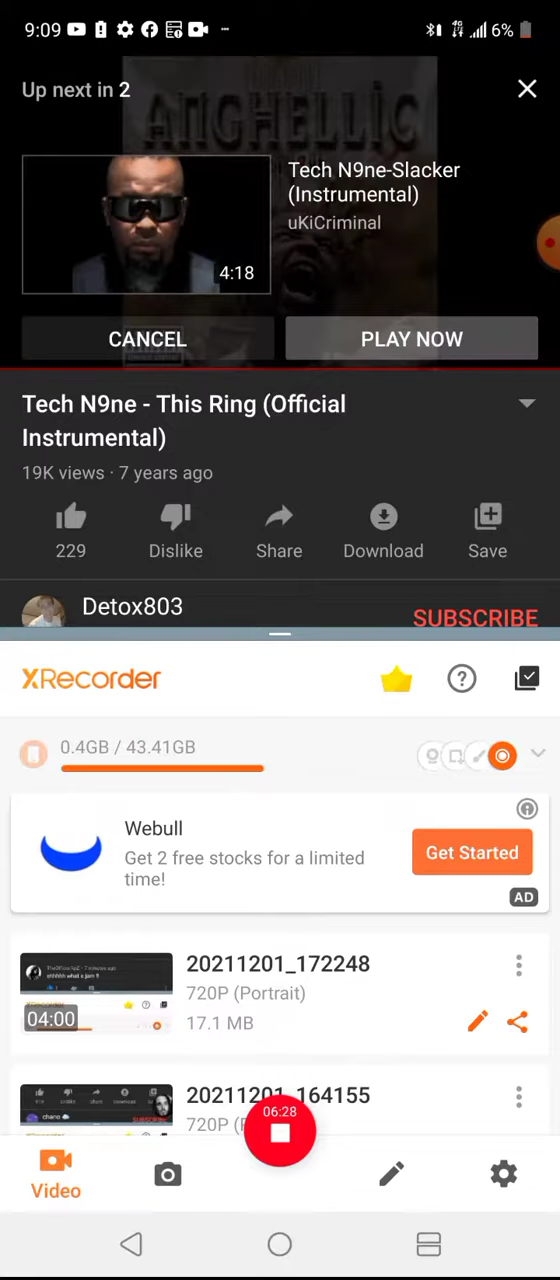 9:09
4G
6%
ANGHELLIC
Up next in 2
Tech N9ne-Slacker
(Instrumental)
uKiCriminal
4:18
CANCEL
PLAY NOW
Tech N9ne - This Ring (Official
Instrumental)
19K views · 7 years ago
229
Dislike
Share
Download
Save
Detox803
SUBSCRIBE
XRecorder
0.4GB / 43.41GB
Webull
Get 2 free stocks for a limited
time!
Get Started
AD
20211201_172248
720P (Portrait)
17.1 MB
04:00
20211201_164155
720P (P
06:28
Video